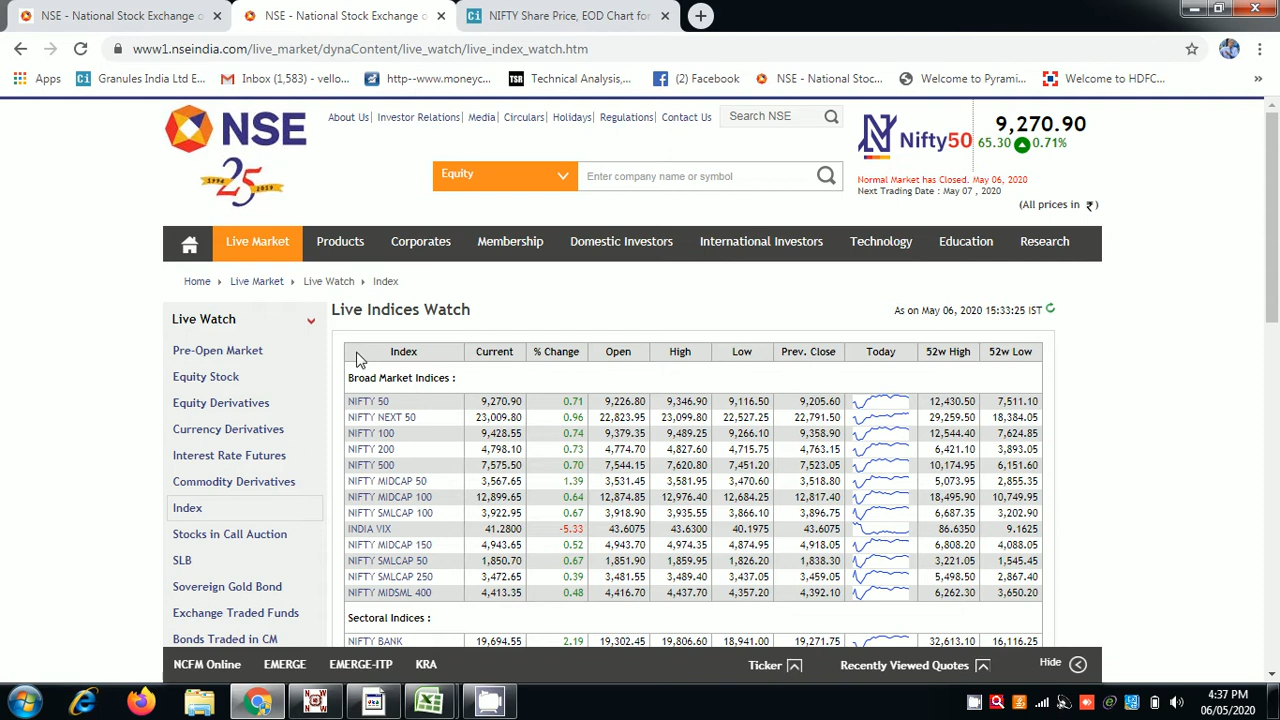 NSE - National Stock Exchange o
NSE - National Stock Exchange o
NIFTY Share Price, EOD Chart for
www1.nseindia.com/live_market/dynaContent/live_watch/live_index_watch.htm
Apps
Granules India Ltd E...
Inbox (1,583) - vello...
http--www.moneyc...
Technical Analysis,...
(2) Facebook
NSE - National Stoc...
Welcome to Pyrami...
Welcome to HDFC...
NSE
1994 25 2019
About Us| Investor Relations| Media| Circulars| Holidays| Regulations| Contact Us
Search NSE
Equity
Enter company name or symbol
Nifty50
9,270.90
65.30 0.71%
Normal Market has Closed. May 06, 2020
Next Trading Date : May 07 , 2020
(All prices in ₹)
Live Market Products Corporates Membership Domestic Investors International Investors Technology Education Research
Home Live Market Live Watch Index
Live Watch
Pre-Open Market
Equity Stock
Equity Derivatives
Currency Derivatives
Interest Rate Futures
Commodity Derivatives
Index
Stocks in Call Auction
SLB
Sovereign Gold Bond
Exchange Traded Funds
Bonds Traded in CM
Live Indices Watch
As on May 06, 2020 15:33:25 IST
Index Current % Change Open High Low Prev. Close Today 52w High 52w Low
Broad Market Indices :
NIFTY 50 9,270.90 0.71 9,226.80 9,346.90 9,116.50 9,205.60 12,430.50 7,511.10
NIFTY NEXT 50 23,009.80 0.96 22,823.95 23,099.80 22,527.25 22,791.50 29,259.50 18,384.05
NIFTY 100 9,428.55 0.74 9,379.35 9,489.25 9,266.10 9,358.90 12,544.40 7,624.85
NIFTY 200 4,798.10 0.73 4,774.70 4,827.60 4,715.75 4,763.15 6,421.10 3,893.05
NIFTY 500 7,575.50 0.70 7,544.15 7,620.80 7,451.20 7,523.05 10,174.95 6,151.60
NIFTY MIDCAP 50 3,567.65 1.39 3,531.45 3,581.95 3,470.60 3,518.80 5,073.95 2,855.35
NIFTY MIDCAP 100 12,899.65 0.64 12,874.85 12,976.40 12,684.25 12,817.40 18,495.90 10,749.95
NIFTY SMLCAP 100 3,922.95 0.67 3,918.90 3,935.55 3,866.10 3,896.75 6,687.35 3,202.90
INDIA VIX 41.2800 -5.33 43.6075 43.6300 40.1975 43.6075 86.6350 9.1625
NIFTY MIDCAP 150 4,943.65 0.52 4,943.70 4,974.35 4,874.95 4,918.05 6,808.20 4,088.05
NIFTY SMLCAP 50 1,850.70 0.67 1,851.90 1,859.95 1,826.20 1,838.30 3,221.05 1,545.45
NIFTY SMLCAP 250 3,472.65 0.39 3,481.55 3,489.40 3,437.05 3,459.05 5,498.50 2,867.40
NIFTY MIDSML 400 4,413.35 0.48 4,416.70 4,437.70 4,357.20 4,392.10 6,262.30 3,650.20
Sectoral Indices :
NIFTY BANK 19,694.55 2.19 19,302.45 19,806.60 18,941.00 19,271.75 32,613.10 16,116.25
NCFM Online EMERGE EMERGE-ITP KRA Ticker Recently Viewed Quotes Hide
4:37 PM
06/05/2020